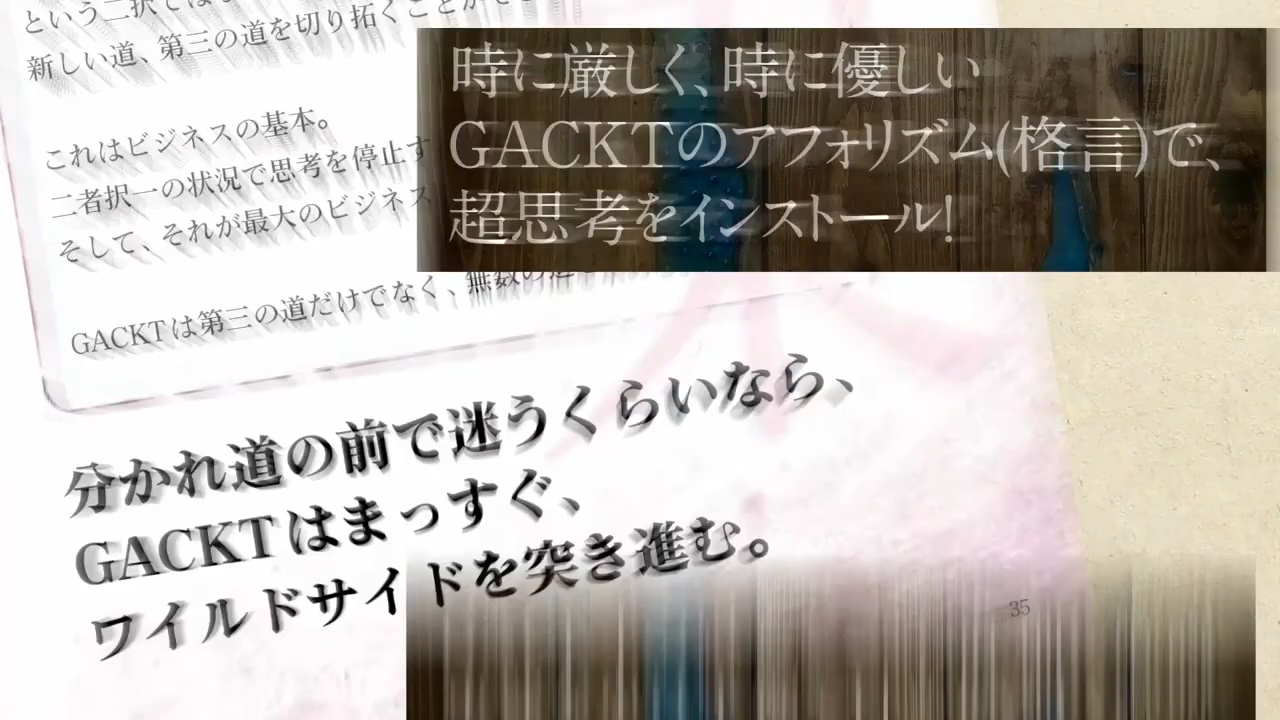 新しい道、第三の道を切り拓くことができ
これはビジネスの基本。
二者択一の状況で思考を停止す
そして、それが最大のビジネス
GACKTは第三の道だけでなく、無数の道
分かれ道の前で迷うくらいなら、
GACKTはまっすぐ、
ワイルドサイドを突き進む。
35
時に厳しく、時に優しい
GACKTのアフォリズム(格言)で、
超思考をインストール!